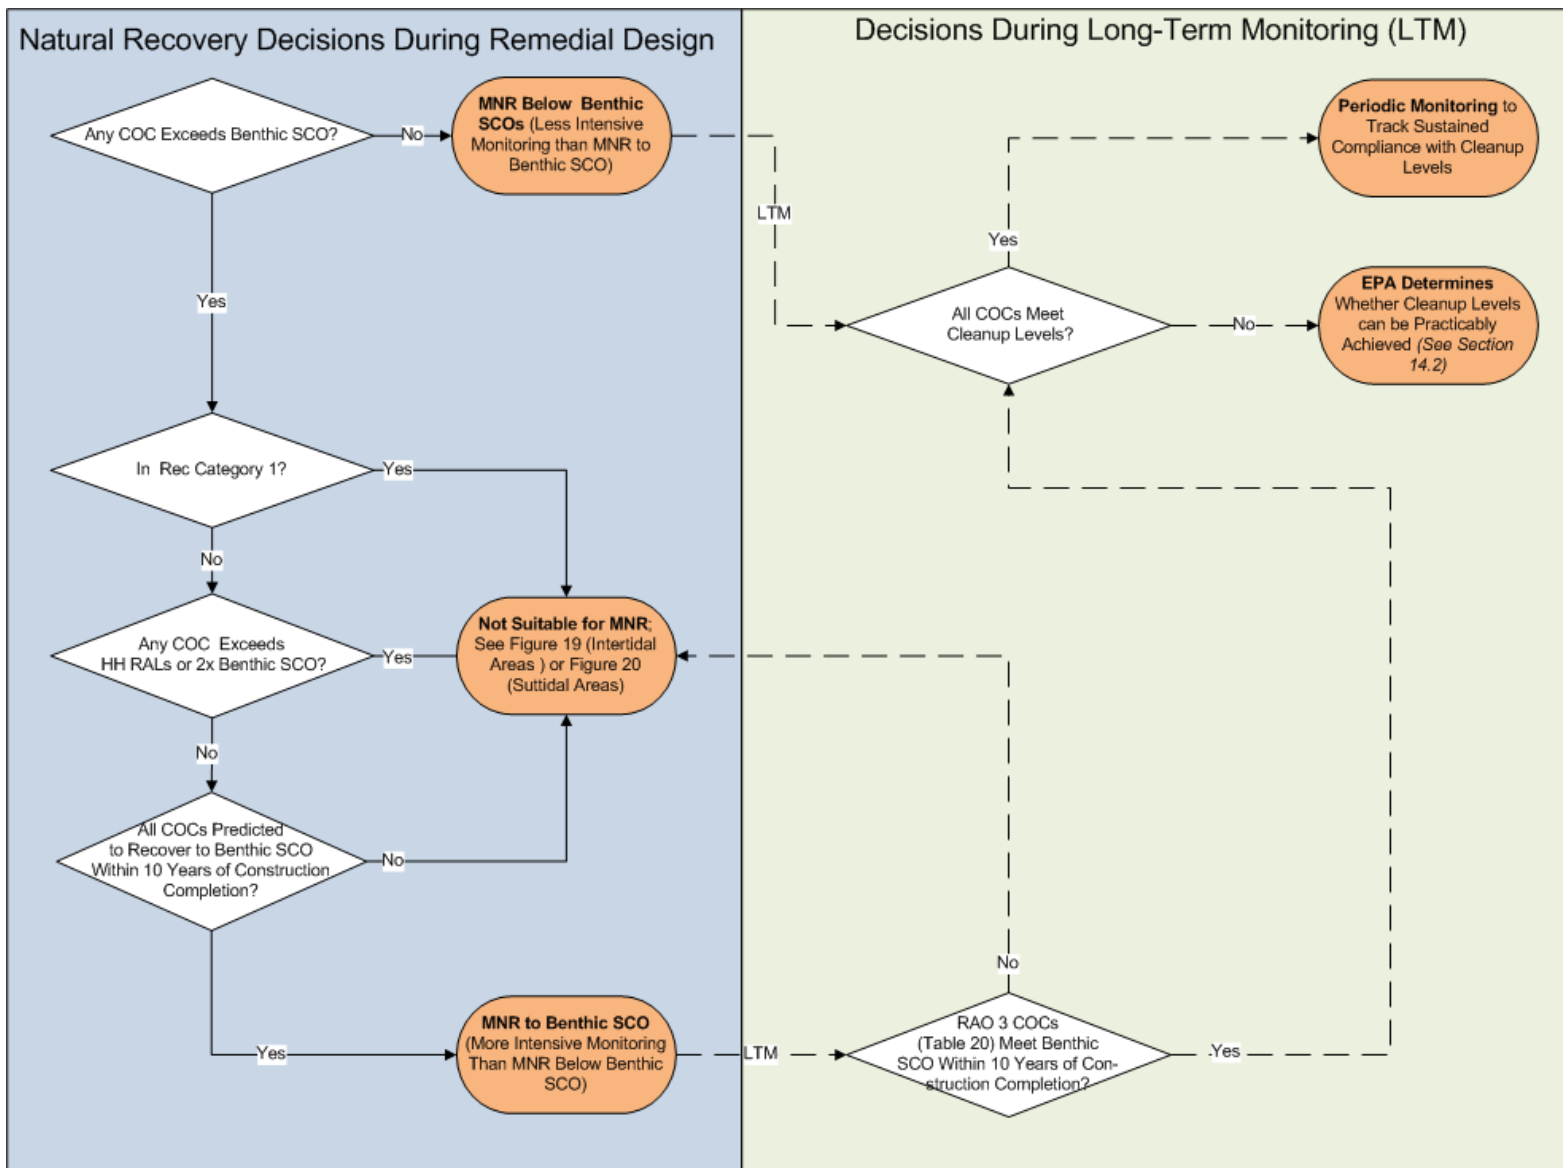 Natural Recovery Decisions During Remedial Design
Any COC Exceeds Benthic SCO?
No
MNR Below Benthic
SCOs (Less Intensive
Monitoring than MNR to
Benthic SCO)
Yes
In Rec Category 1?
Yes
No
Any COC Exceeds
HH RALs or 2x Benthic SCO?
Yes
Not Suitable for MNR;
See Figure 19 (Intertidal
Areas ) or Figure 20
(Suttidal Areas)
No
All COCs Predicted
to Recover to Benthic SCO
Within 10 Years of Construction
Completion?
No
Yes
MNR to Benthic SCO
(More Intensive Monitoring
Than MNR Below Benthic
SCO)
Decisions During Long-Term Monitoring (LTM)
LTM
Periodic Monitoring to
Track Sustained
Compliance with Cleanup
Levels
Yes
All COCs Meet
Cleanup Levels?
No
EPA Determines
Whether Cleanup Levels
can be Practicably
Achieved (See Section
14.2)
No
LTM
RAO 3 COCs
(Table 20) Meet Benthic
SCO Within 10 Years of Con-
struction Completion?
Yes